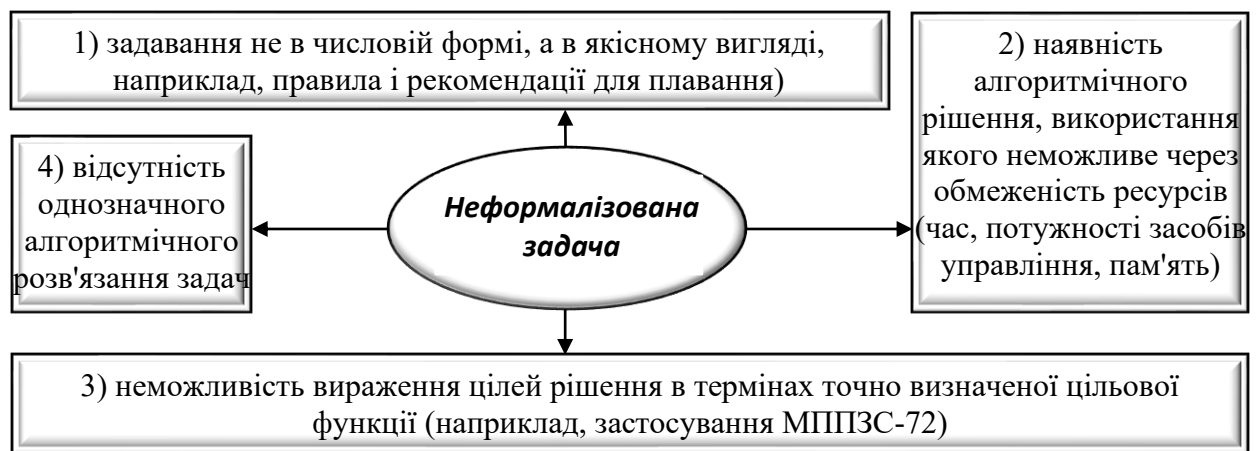 1) задавання не в числовій формі, а в якісному вигляді,
наприклад, правила і рекомендації для плавання)
2) наявність
алгоритмічного
рішення, використання
якого неможливе через
обмеженість ресурсів
(час, потужності засобів
управління, пам'ять)
4) відсутність
однозначного
алгоритмічного
розв'язання задач
Неформалізована
задача
3) неможливість вираження цілей рішення в термінах точно визначеної цільової
функції (наприклад, застосування МППЗС-72)